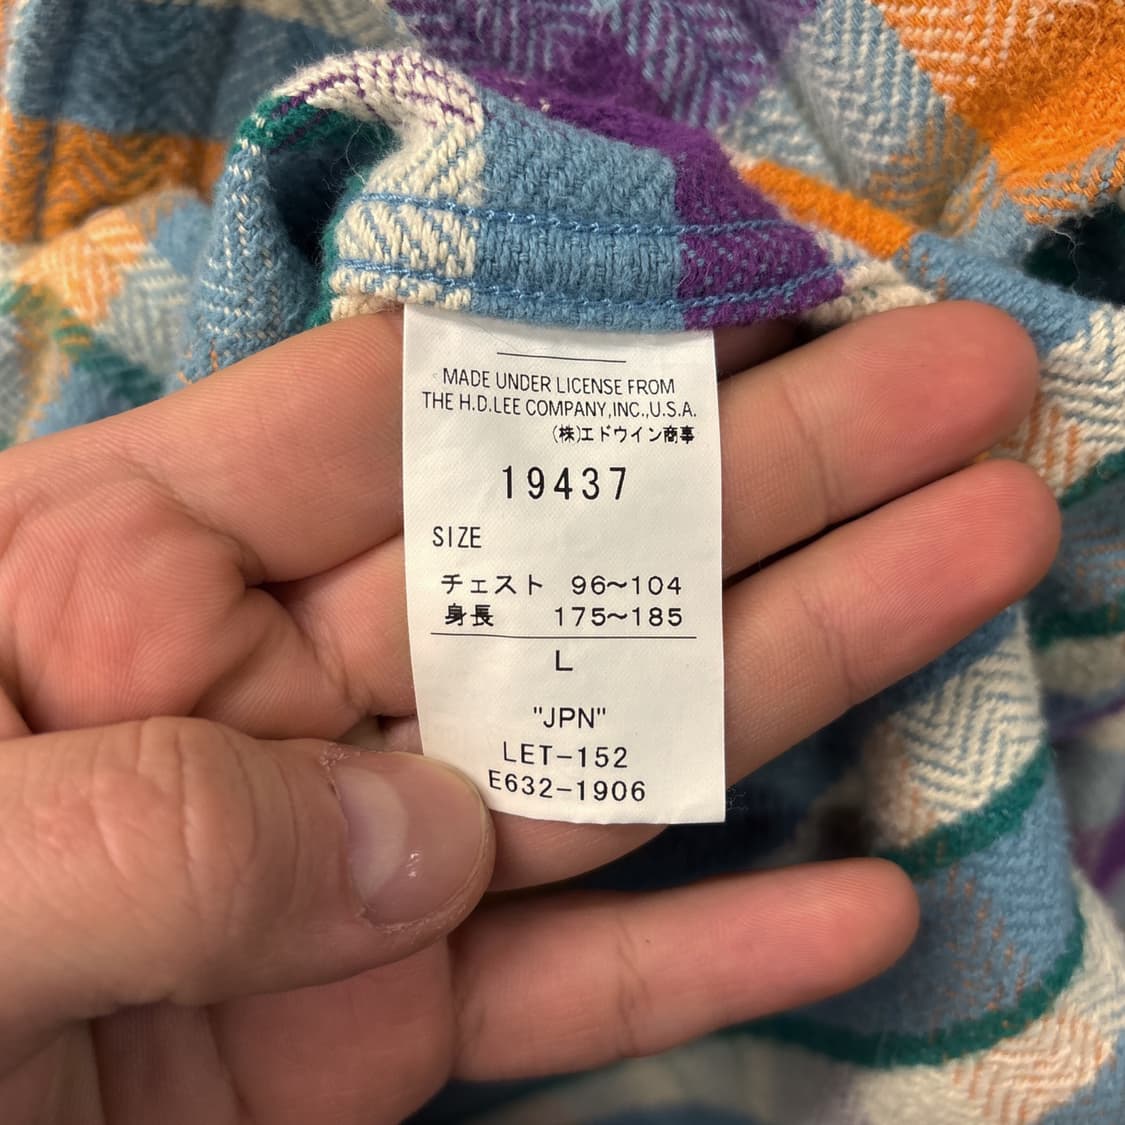 MADE UNDER LICENSE FROM
THE H.D.LEE COMPANY,INC.,U.S.A.
(株)エドウイン商事
19437
SIZE
チェスト 96〜104
身長 175〜185
L
"JPN"
LET-152
E632-1906